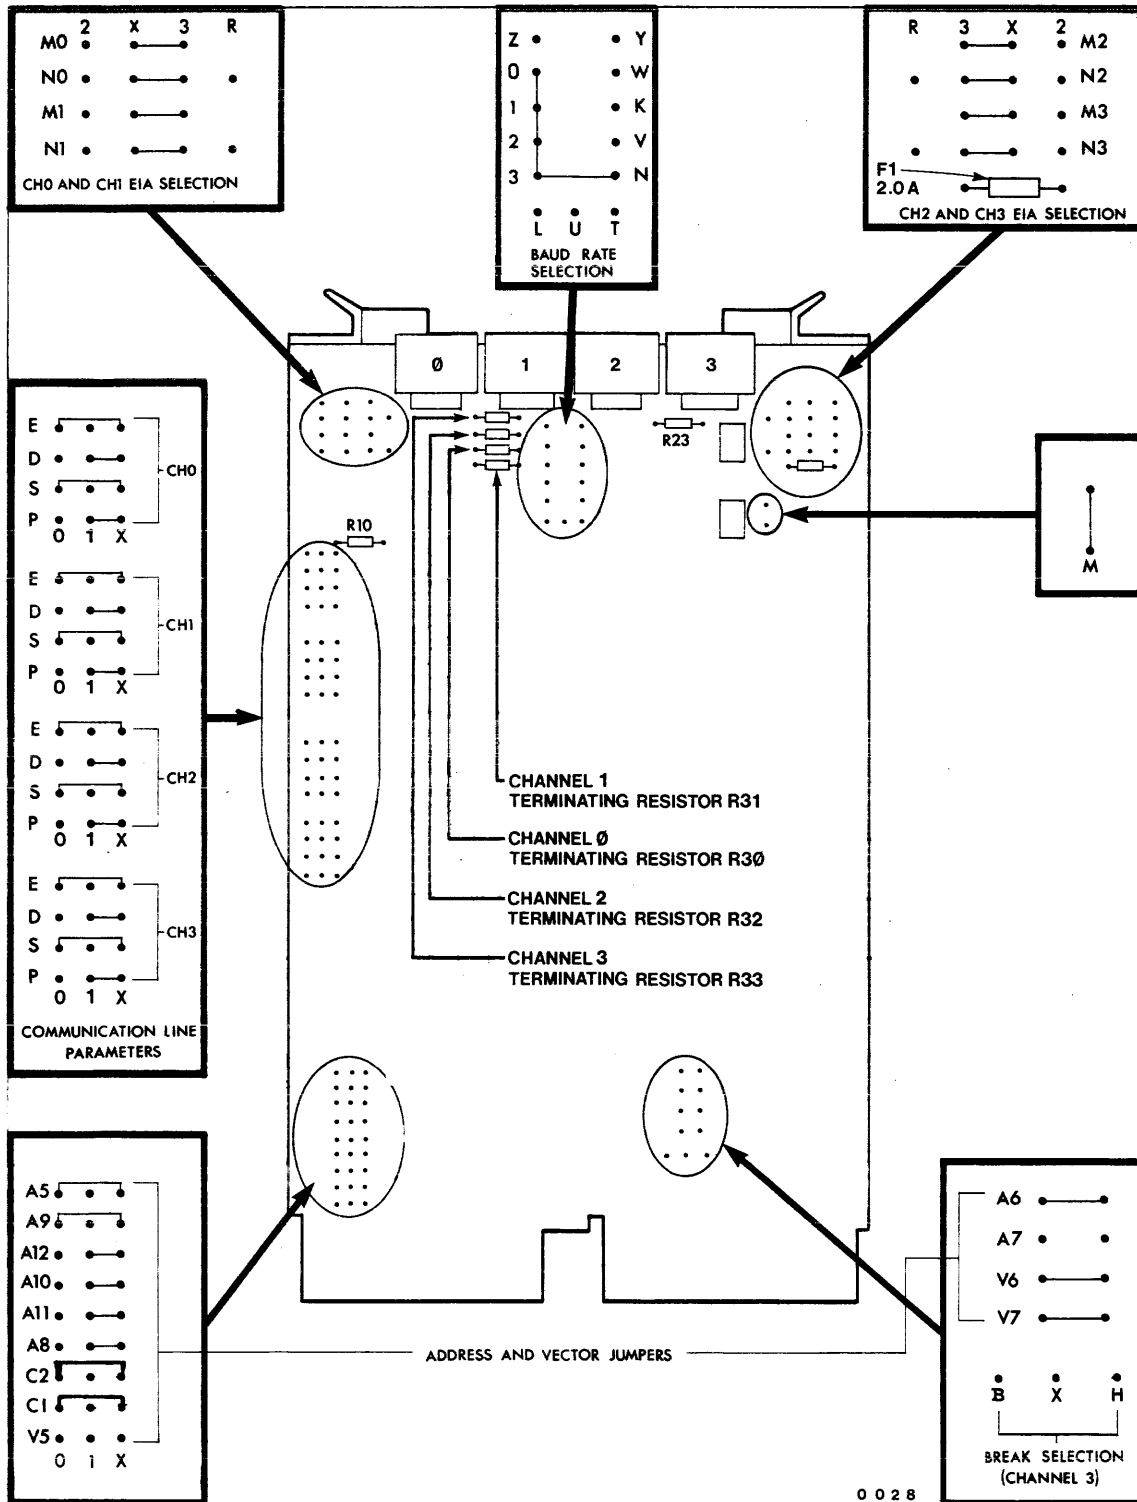 2 X 3 R
M0
N0
M1
N1
CH0 AND CH1 EIA SELECTION
Z Y
0 W
1 K
2 V
3 N
L U T
BAUD RATE
SELECTION
R 3 X 2
M2
N2
M3
N3
F1
2.0 A
CH2 AND CH3 EIA SELECTION
Ø 1 2 3
R23
R10
M
E
D
S
P
0 1 X
CH0
E
D
S
P
0 1 X
CH1
E
D
S
P
0 1 X
CH2
E
D
S
P
0 1 X
CH3
COMMUNICATION LINE
PARAMETERS
CHANNEL 1
TERMINATING RESISTOR R31
CHANNEL Ø
TERMINATING RESISTOR R3Ø
CHANNEL 2
TERMINATING RESISTOR R32
CHANNEL 3
TERMINATING RESISTOR R33
A5
A9
A12
A10
A11
A8
C2
C1
V5
0 1 X
ADDRESS AND VECTOR JUMPERS
A6
A7
V6
V7
B X H
BREAK SELECTION
(CHANNEL 3)
0028